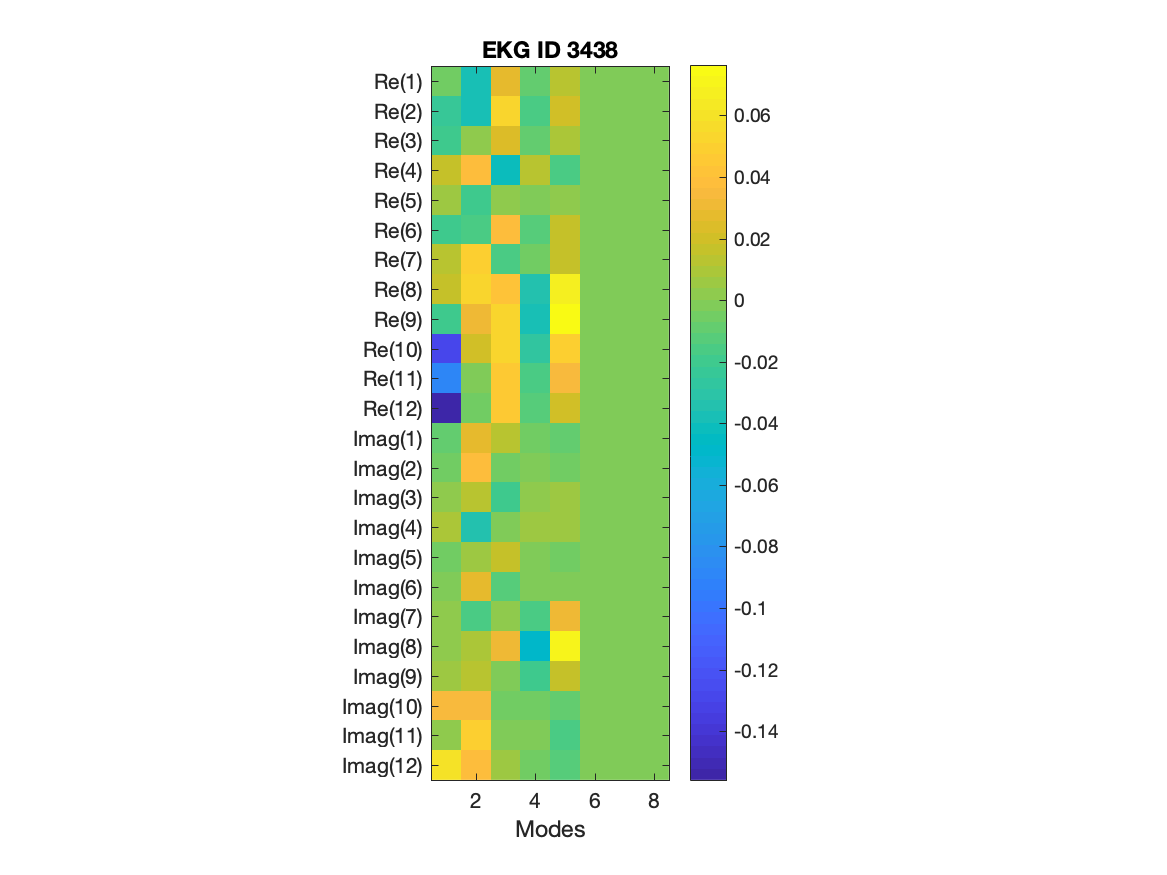 EKG ID 3438
Re(1)
Re(2)
Re(3)
Re(4)
Re(5)
Re(6)
Re(7)
Re(8)
Re(9)
Re(10)
Re(11)
Re(12)
Imag(1)
Imag(2)
Imag(3)
Imag(4)
Imag(5)
Imag(6)
Imag(7)
Imag(8)
Imag(9)
Imag(10)
Imag(11)
Imag(12)
2 4 6 8
Modes
0.06
0.04
0.02
0
-0.02
-0.04
-0.06
-0.08
-0.1
-0.12
-0.14